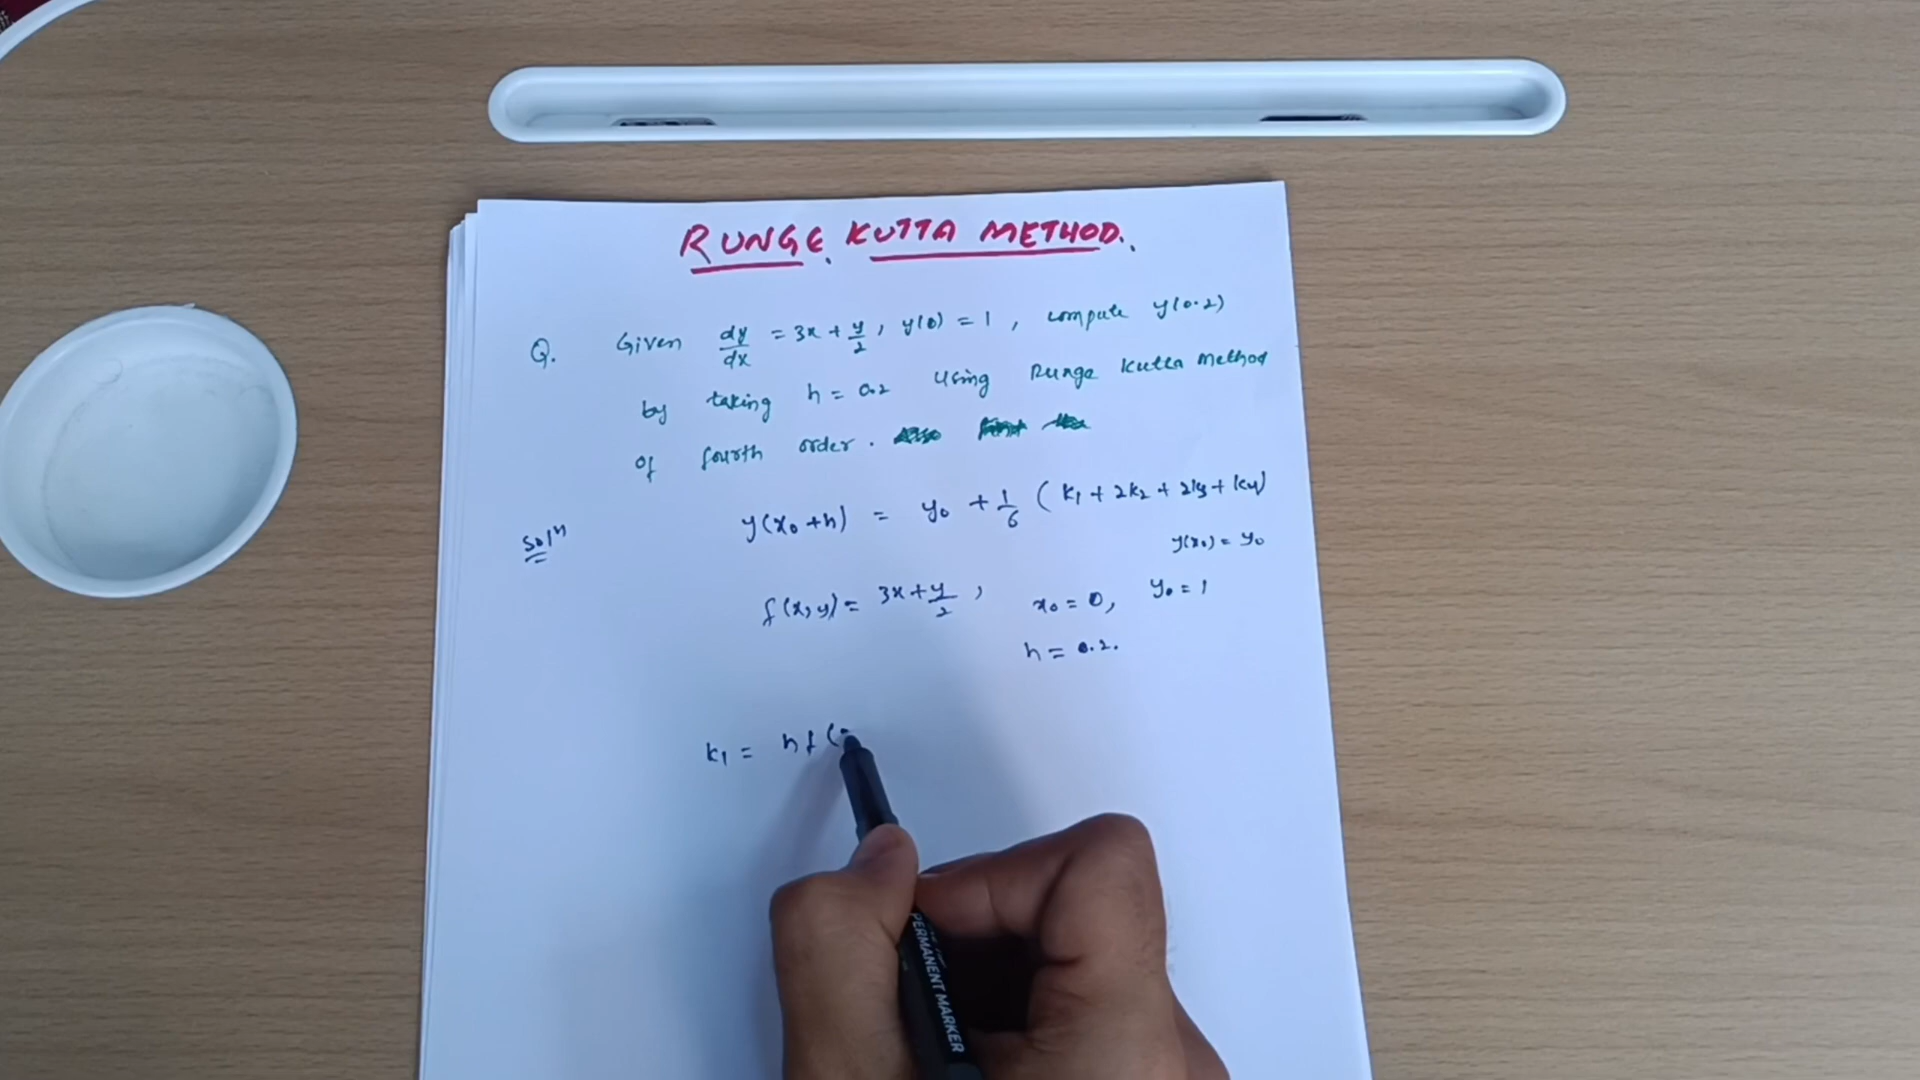 RUNGE KUTTA METHOD.
Q. Given dy/dx = 3x + y/2, y(0) = 1, compute y(0.2)
by taking h = 0.2 using Runge Kutta Method
of fourth order.
Solⁿ y(x₀+h) = y₀ + 1/6 (k₁ + 2k₂ + 2k₃ + k₄)
y(x₀) = y₀
f(x,y) = 3x + y/2, x₀ = 0, y₀ = 1
h = 0.2.
k₁ = hf(
PERMANENT MARKER